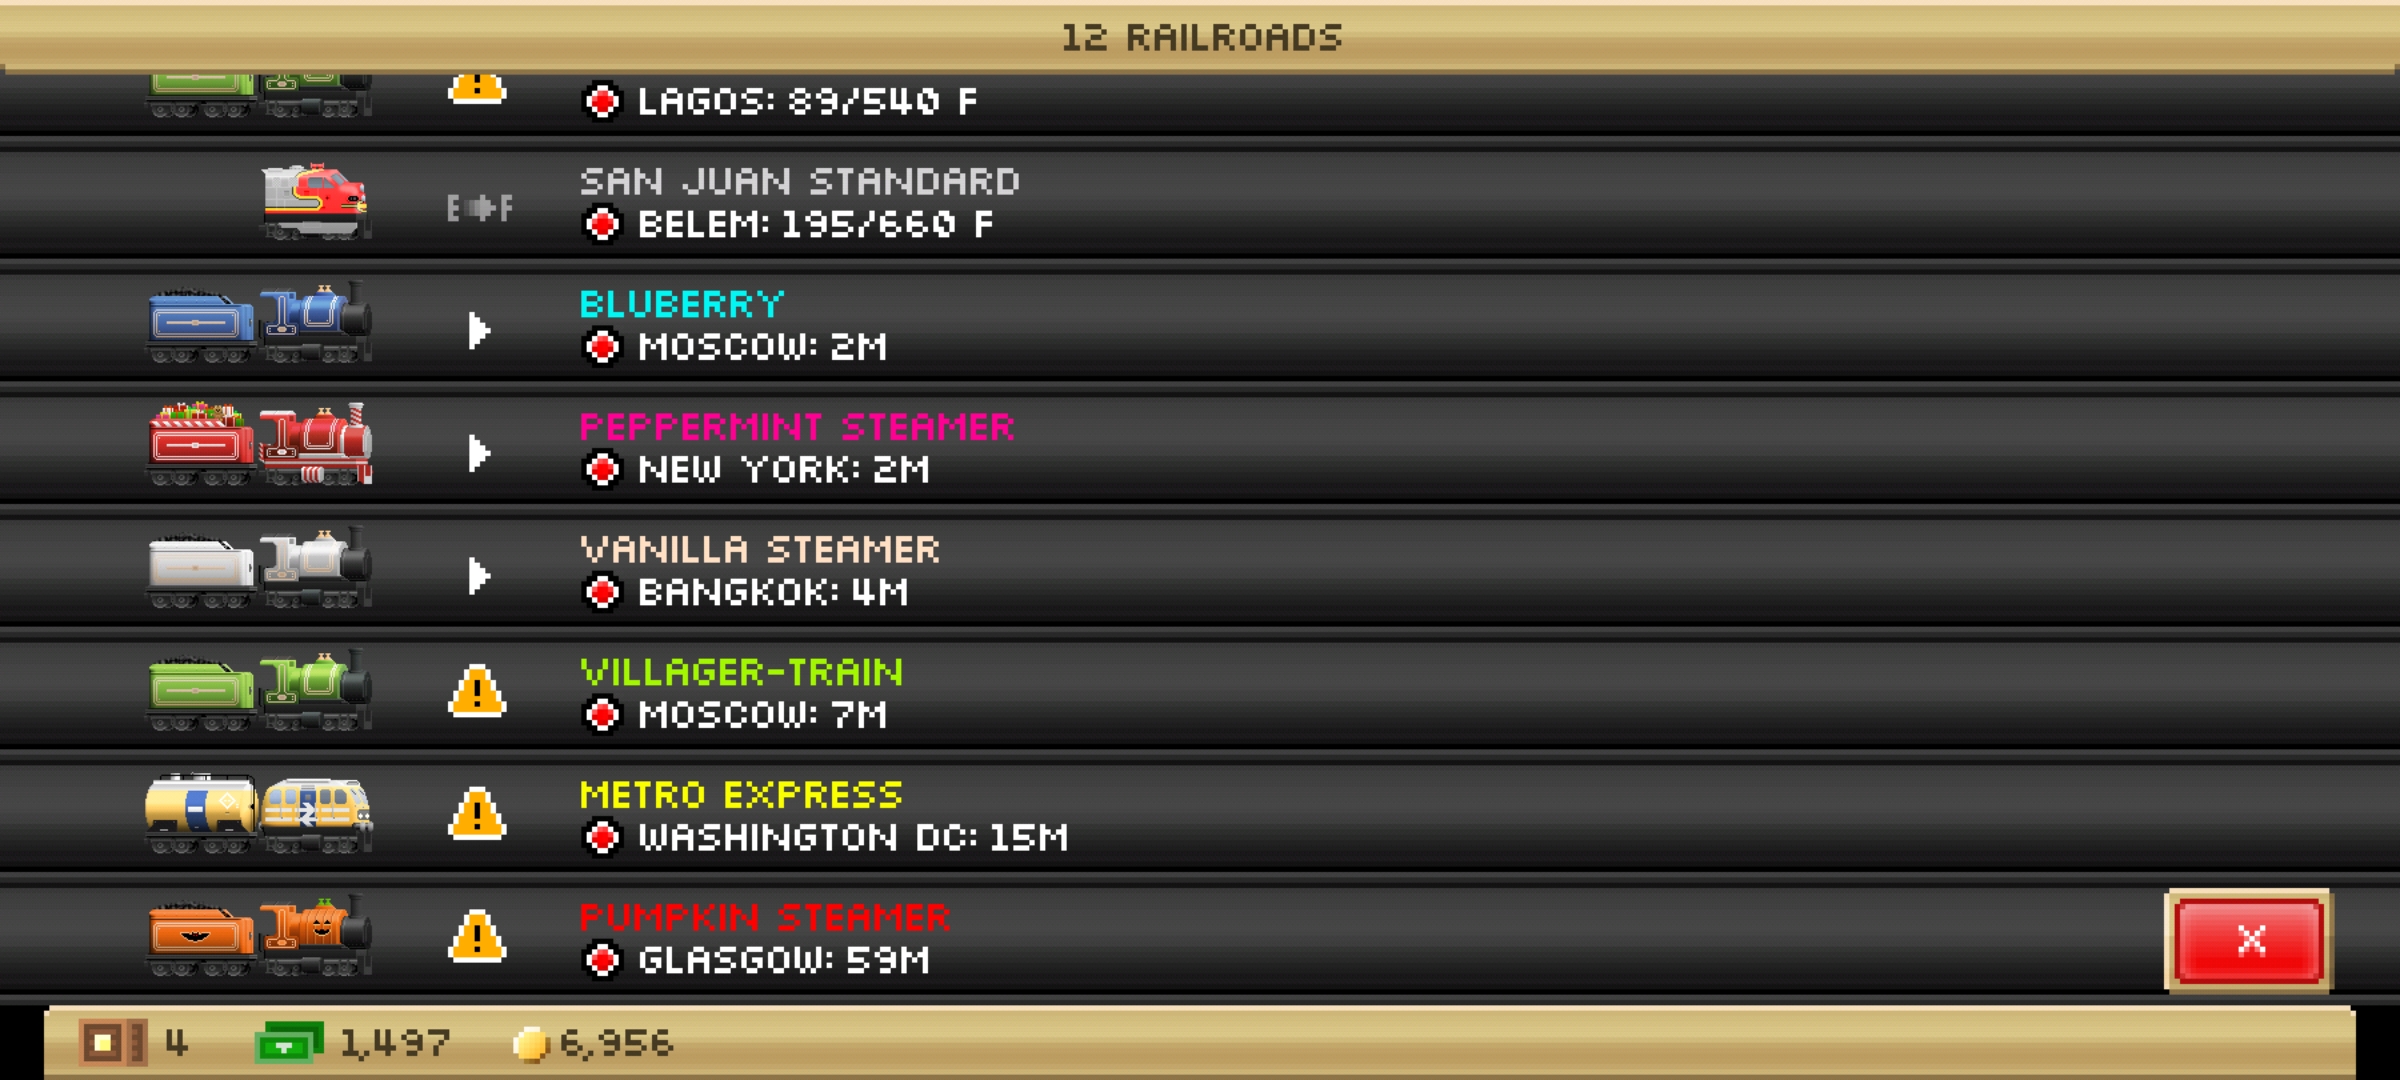 12 RAILROADS
LAGOS: 89/540 F
SAN JUAN STANDARD
E F
BELEM: 195/660 F
BLUBERRY
MOSCOW: 2M
PEPPERMINT STEAMER
NEW YORK: 2M
VANILLA STEAMER
BANGKOK: 4M
VILLAGER-TRAIN
MOSCOW: 7M
METRO EXPRESS
WASHINGTON DC: 15M
PUMPKIN STEAMER
GLASGOW: 59M
X
4 1,497 6,956